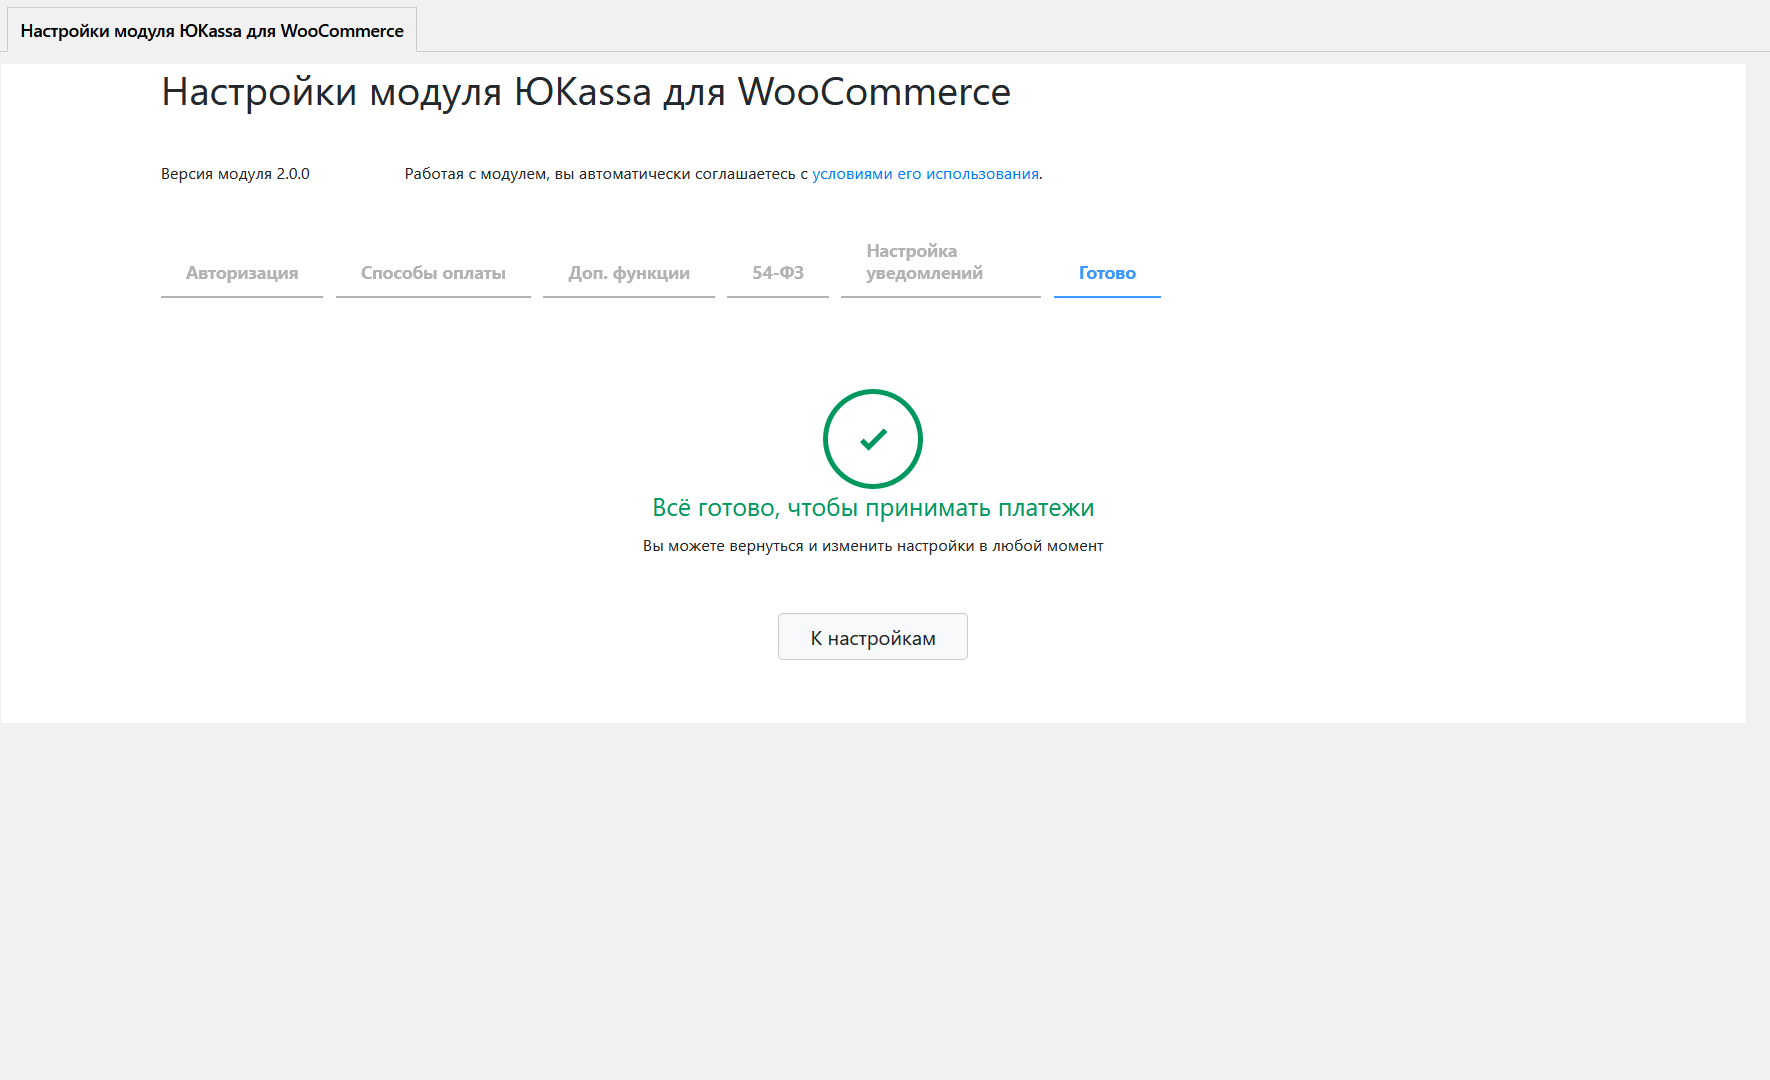 Настройки модуля ЮKassa для WooCommerce
Настройки модуля ЮKassa для WooCommerce
Версия модуля 2.0.0
Работая с модулем, вы автоматически соглашаетесь с условиями его использования.
Авторизация
Способы оплаты
Доп. функции
54-ФЗ
Настройка
уведомлений
Готово
Всё готово, чтобы принимать платежи
Вы можете вернуться и изменить настройки в любой момент
К настройкам